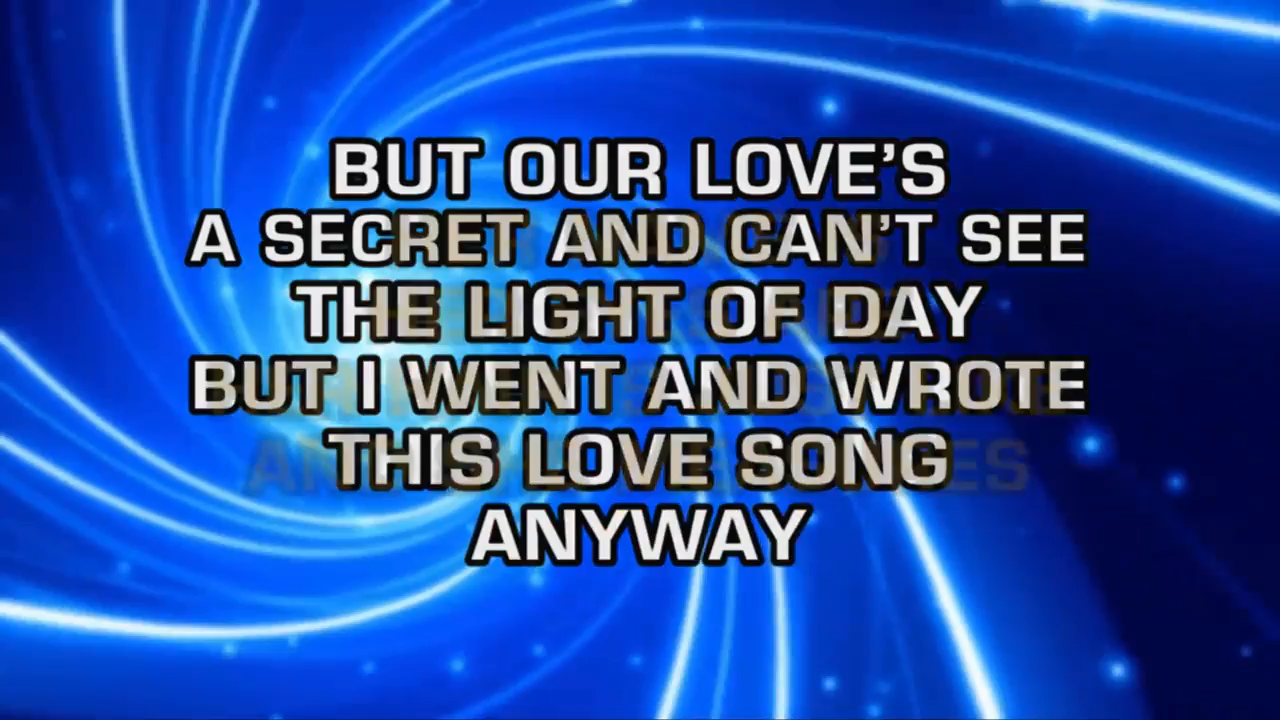 BUT OUR LOVE'S
A SECRET AND CAN'T SEE
THE LIGHT OF DAY
BUT I WENT AND WROTE
THIS LOVE SONG
ANYWAY